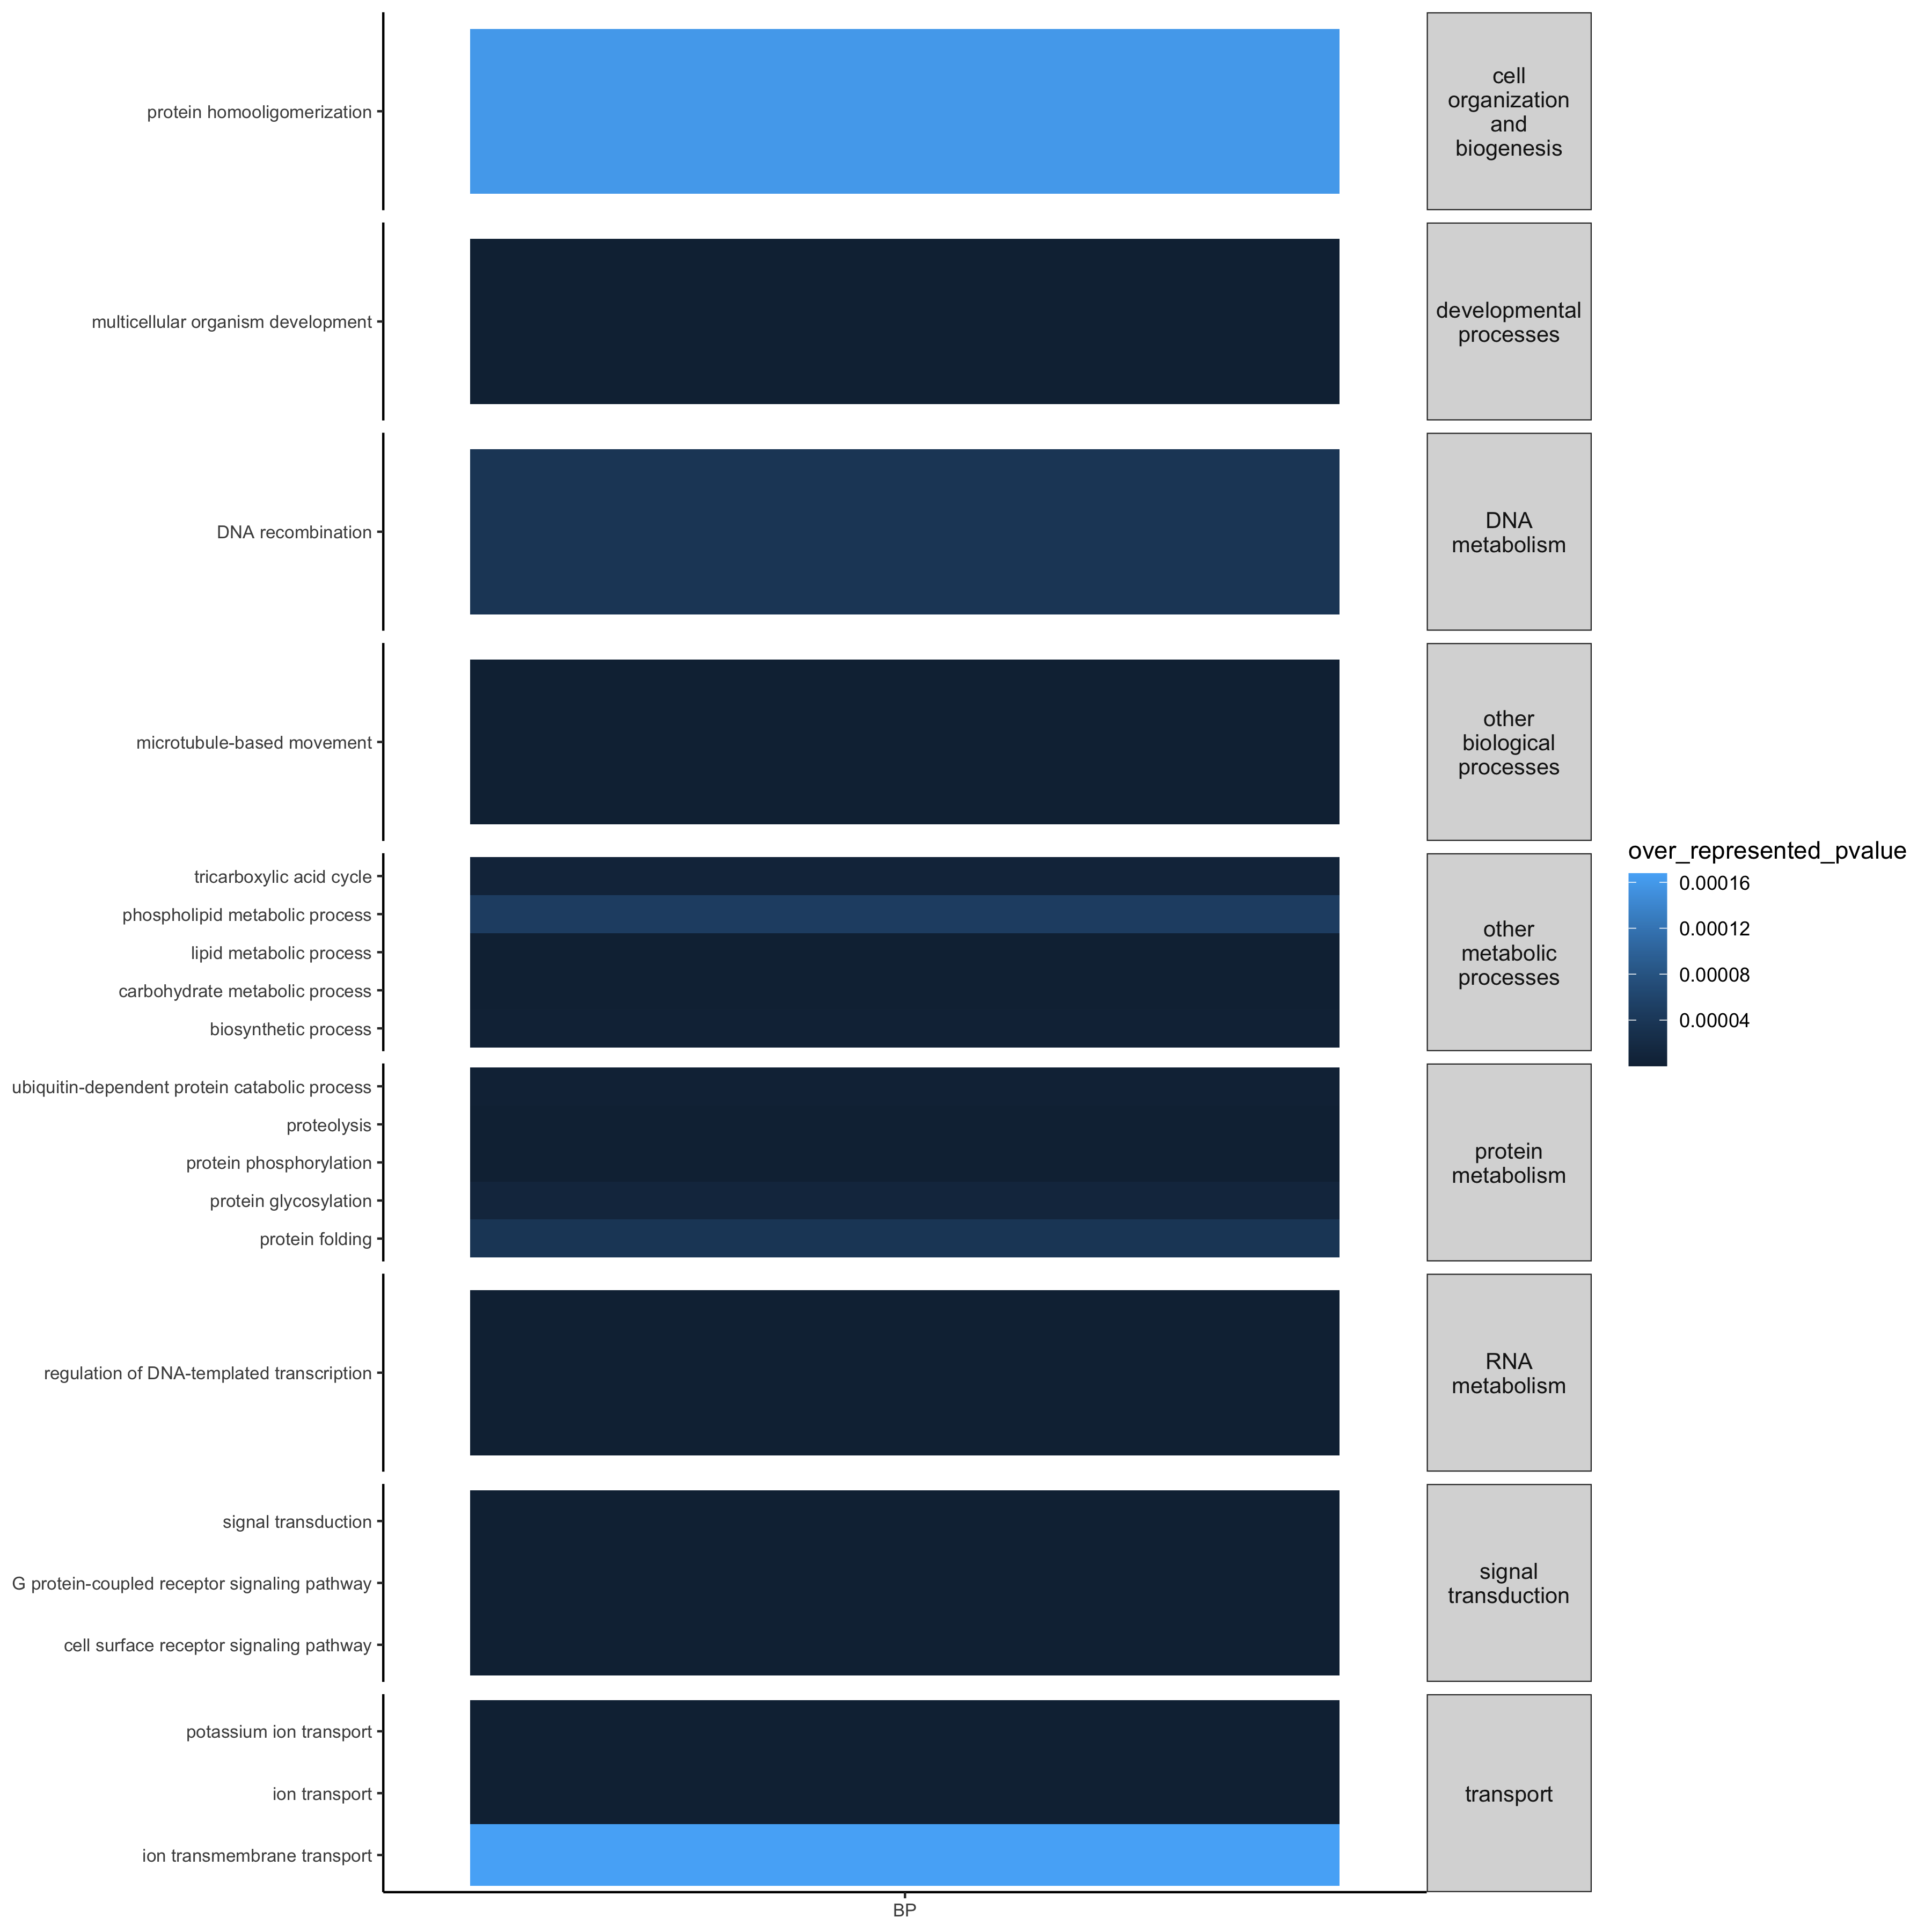 protein homooligomerization
cell
organization
and
biogenesis
multicellular organism development
developmental
processes
DNA recombination
DNA
metabolism
microtubule-based movement
other
biological
processes
tricarboxylic acid cycle
phospholipid metabolic process
lipid metabolic process
carbohydrate metabolic process
biosynthetic process
other
metabolic
processes
over_represented_pvalue
0.00016
0.00012
0.00008
0.00004
ubiquitin-dependent protein catabolic process
proteolysis
protein phosphorylation
protein glycosylation
protein folding
protein
metabolism
regulation of DNA-templated transcription
RNA
metabolism
signal transduction
G protein-coupled receptor signaling pathway
cell surface receptor signaling pathway
signal
transduction
potassium ion transport
ion transport
ion transmembrane transport
transport
BP